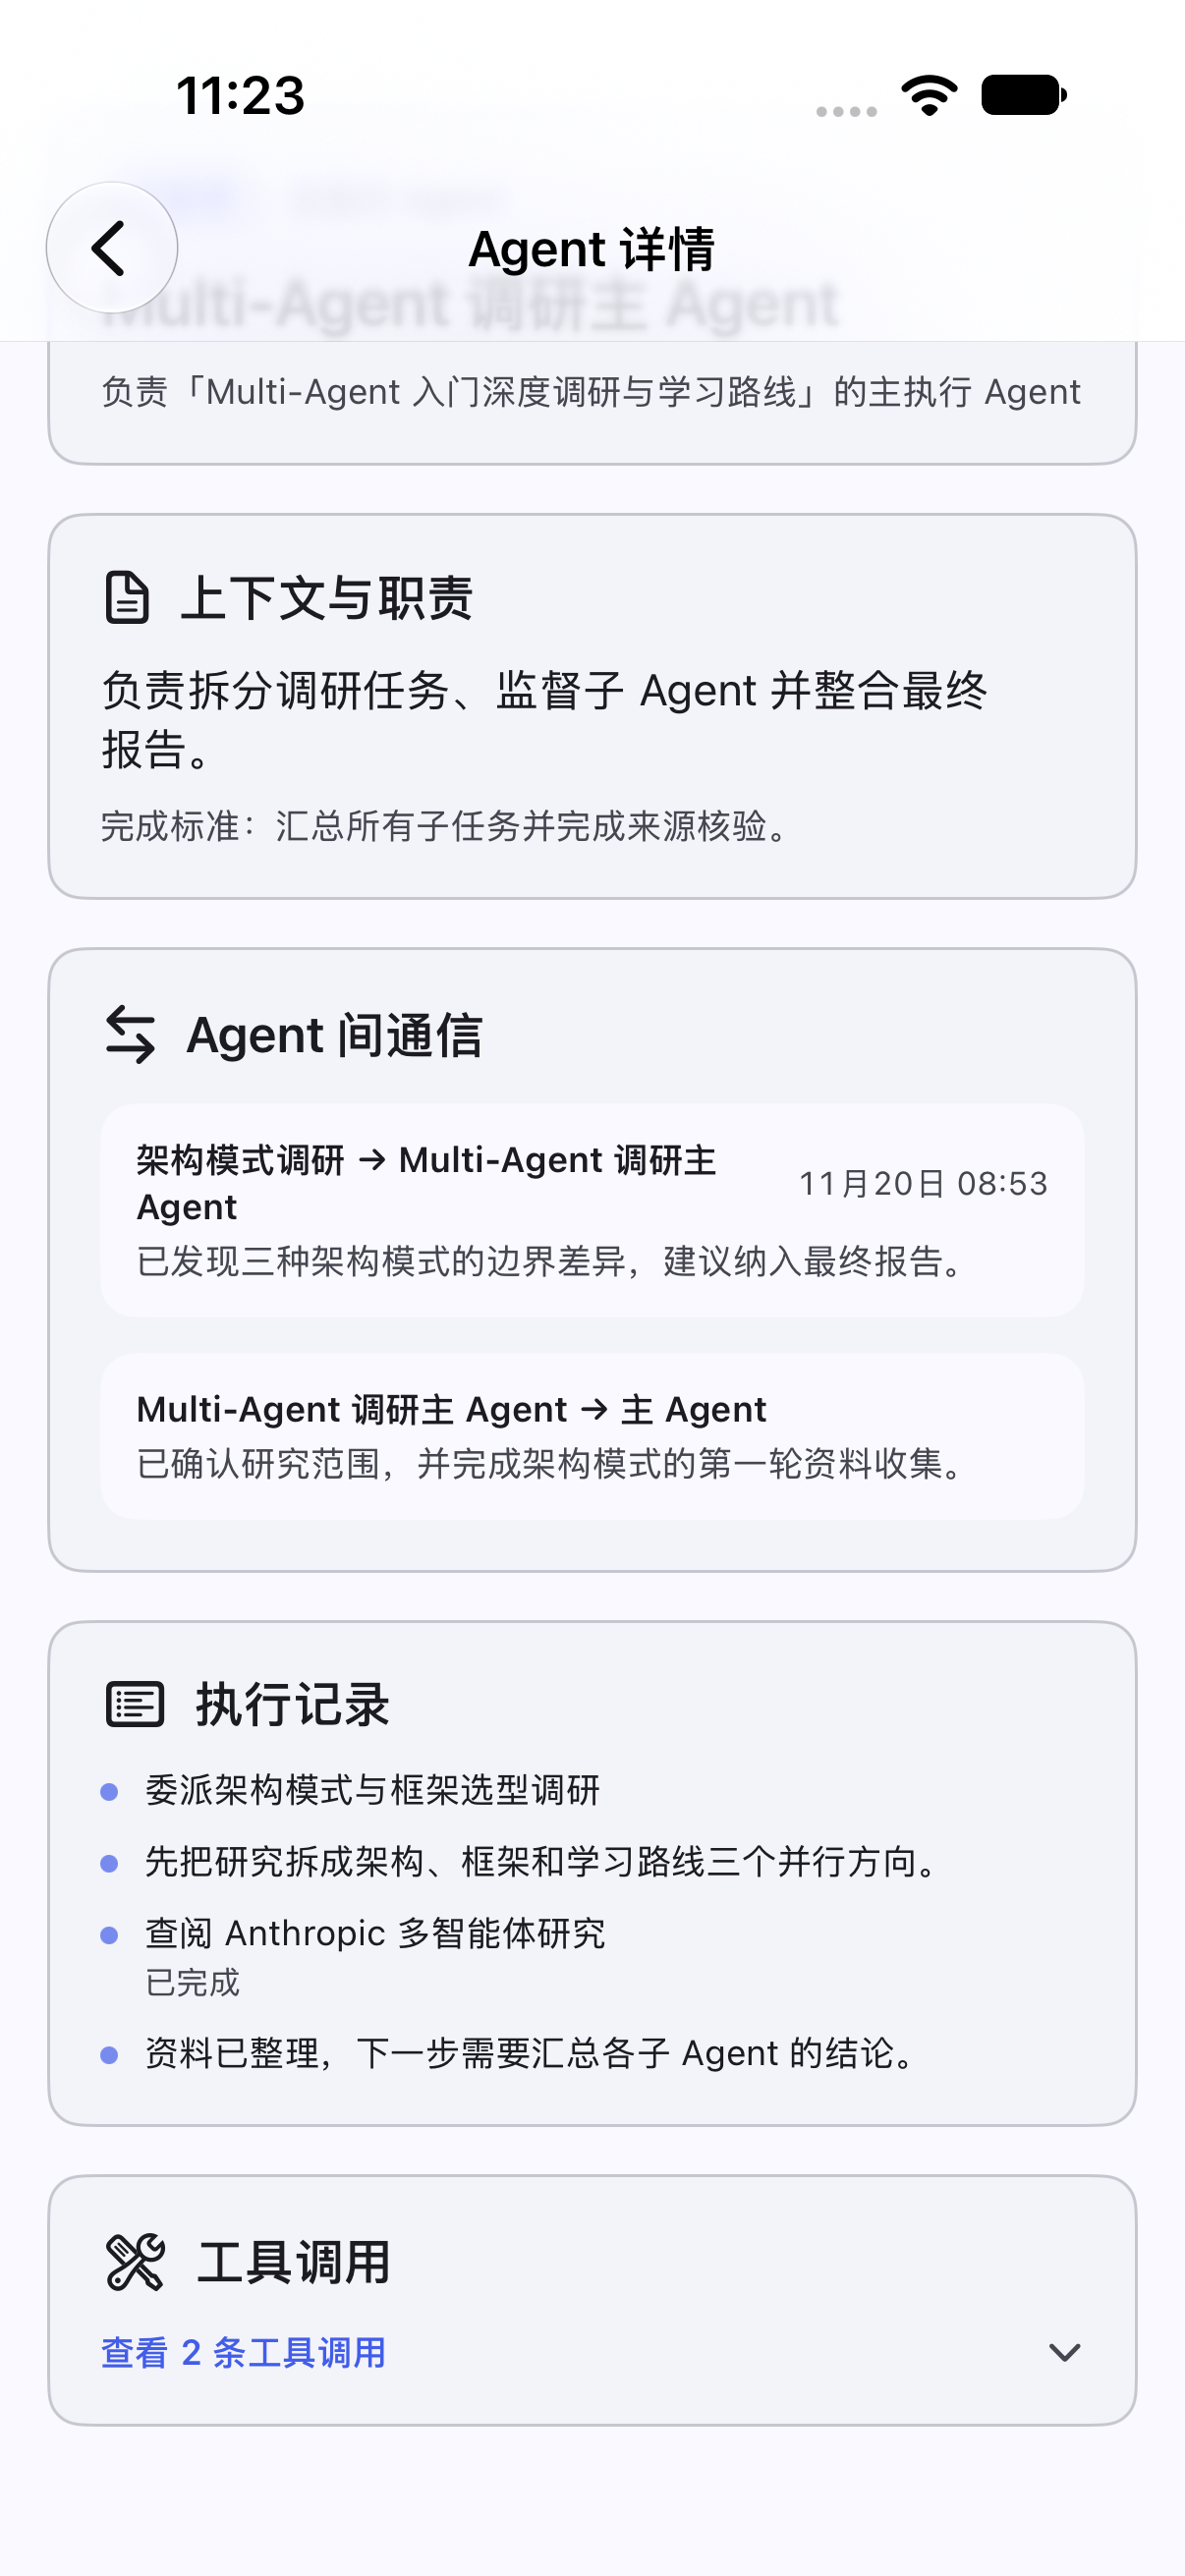 11:23
Agent 详情
Multi-Agent 调研主 Agent
负责「Multi-Agent 入门深度调研与学习路线」的主执行 Agent
上下文与职责
负责拆分调研任务、监督子 Agent 并整合最终
报告。
完成标准：汇总所有子任务并完成来源核验。
Agent 间通信
架构模式调研 → Multi-Agent 调研主
Agent
11月20日 08:53
已发现三种架构模式的边界差异，建议纳入最终报告。
Multi-Agent 调研主 Agent → 主 Agent
已确认研究范围，并完成架构模式的第一轮资料收集。
执行记录
委派架构模式与框架选型调研
先把研究拆成架构、框架和学习路线三个并行方向。
查阅 Anthropic 多智能体研究
已完成
资料已整理，下一步需要汇总各子 Agent 的结论。
工具调用
查看 2 条工具调用